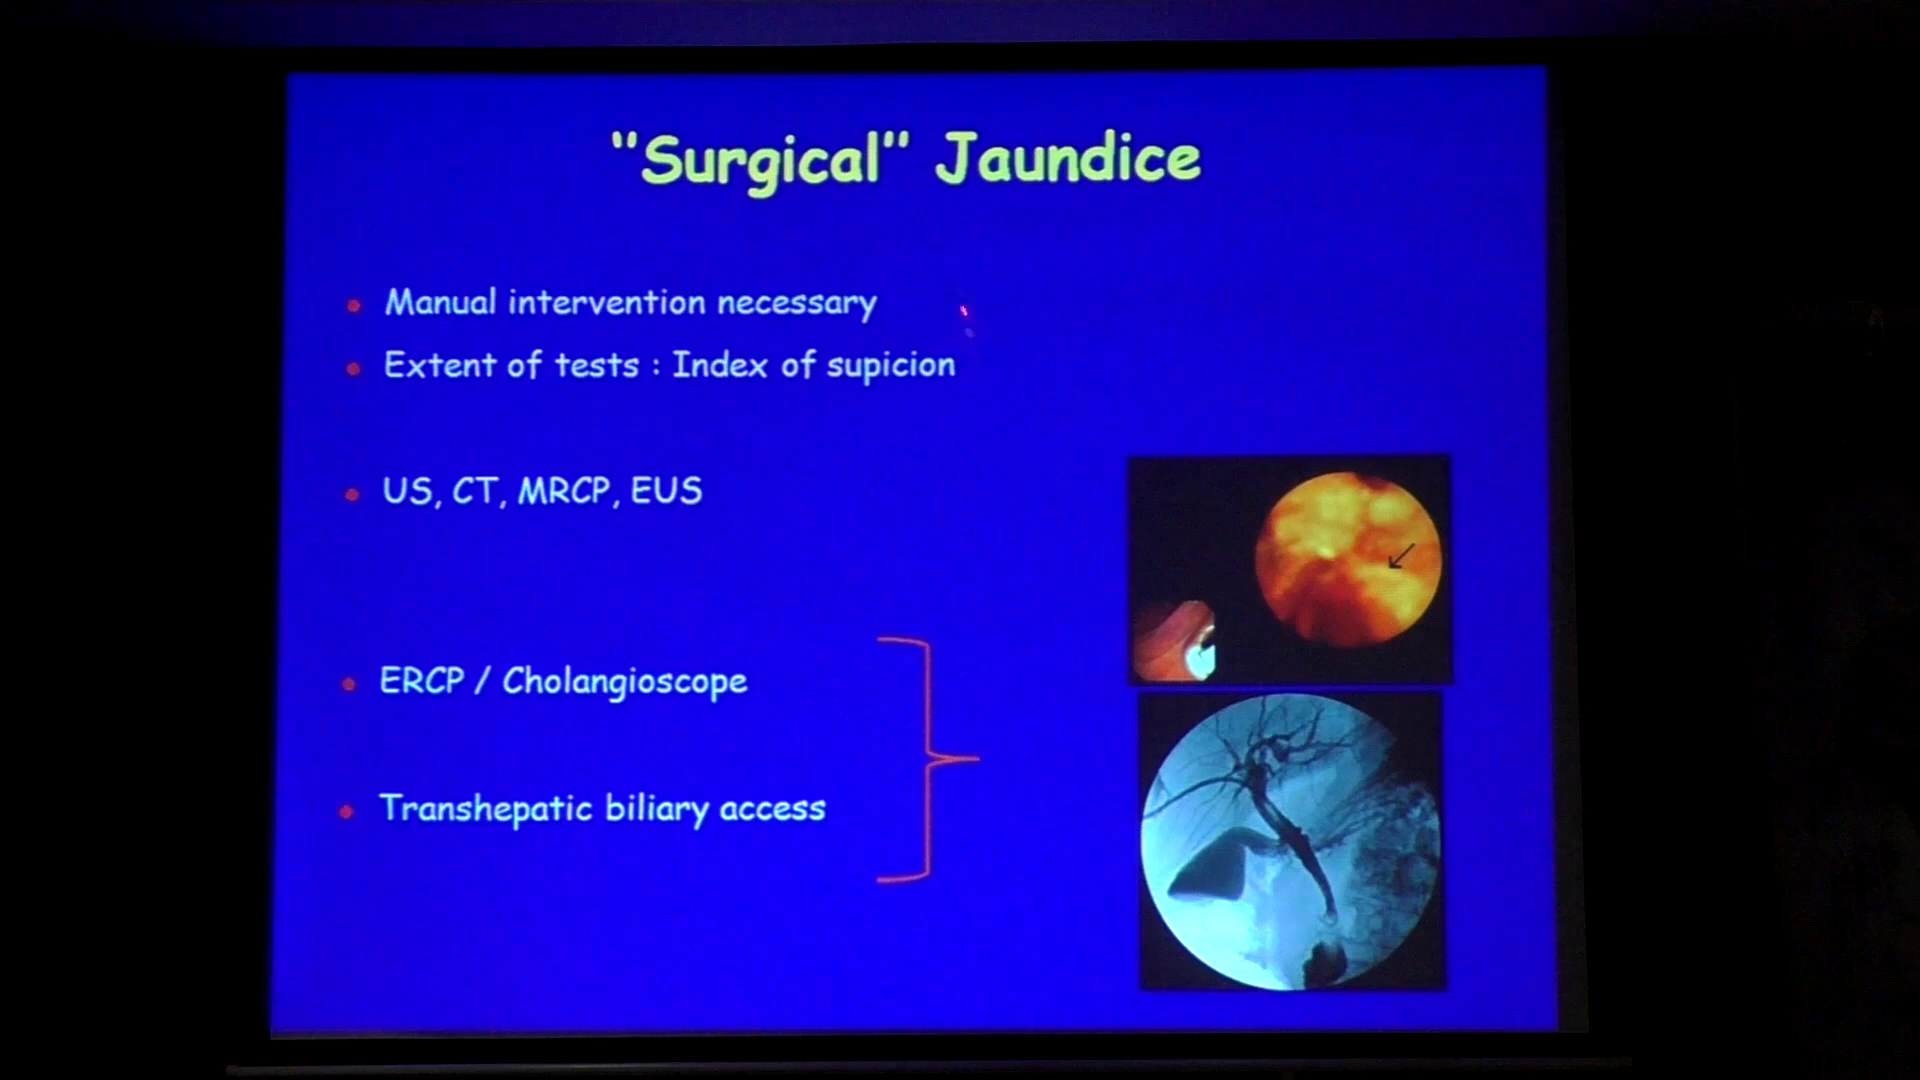 "Surgical" Jaundice
Manual intervention necessary
Extent of tests : Index of supicion
US, CT, MRCP, EUS
ERCP / Cholangioscope
Transhepatic biliary access